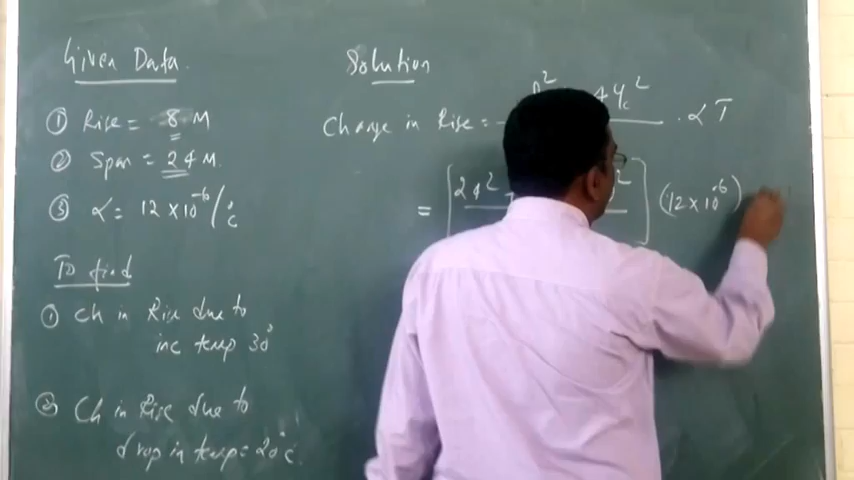 Given Data
① Rise = 8 M
② Span = 24 M.
③ α = 12 × 10⁻⁶ / °c
To find
① Ch in Rise due to
inc temp 30°
② Ch in Rise due to
drop in temp = 20°c.
Solution
Change in Rise = l² 4 Yc² . α T
= [ 24² ² ] (12 × 10⁻⁶)